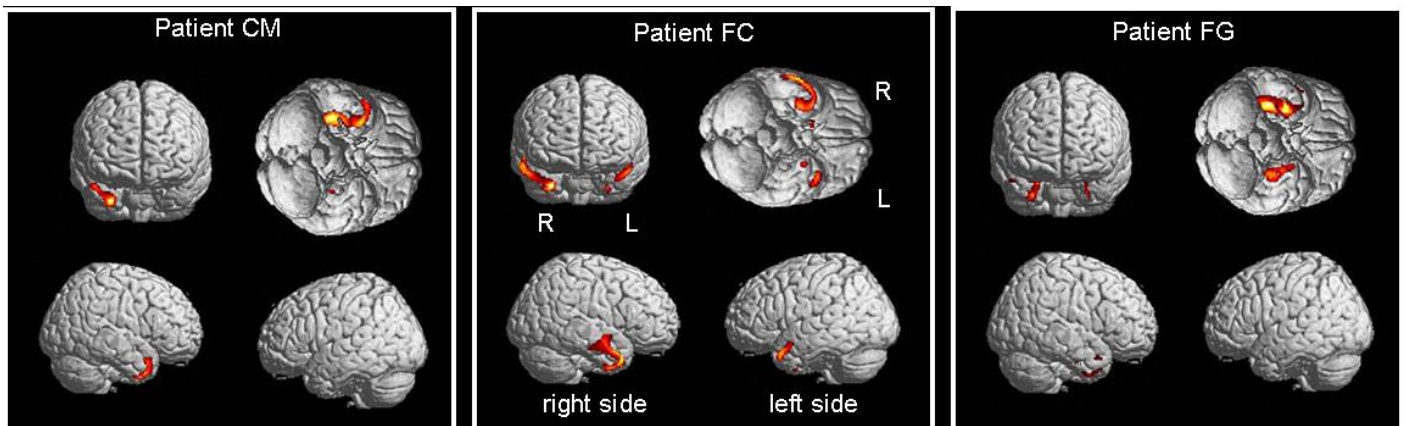 Patient CM
Patient FC
R
L
R L
right side left side
Patient FG